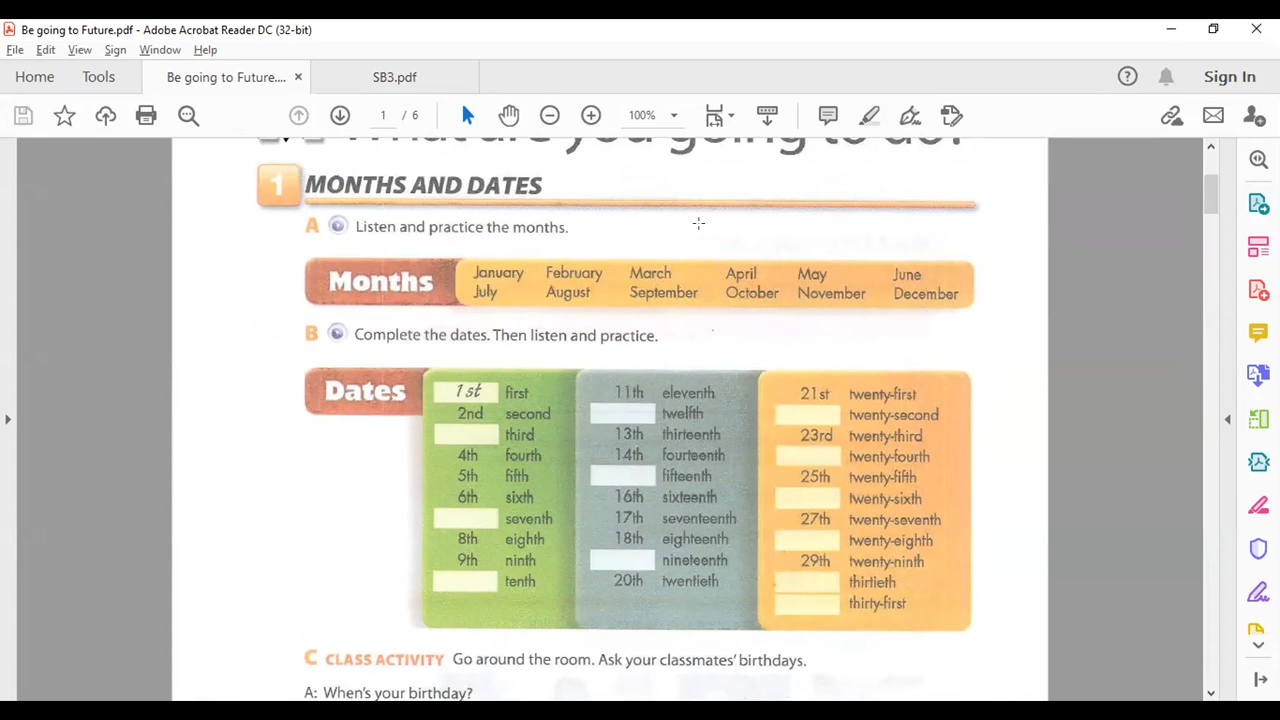 Be going to Future.pdf - Adobe Acrobat Reader DC (32-bit)
File Edit View Sign Window Help
Home Tools Be going to Future.... × SB3.pdf Sign In
1 / 6 100%
What are you going to do?
1 MONTHS AND DATES
A Listen and practice the months.
Months
January February March April May June
July August September October November December
B Complete the dates. Then listen and practice.
Dates
1st first 11th eleventh 21st twenty-first
2nd second twelfth twenty-second
third 13th thirteenth 23rd twenty-third
4th fourth 14th fourteenth twenty-fourth
5th fifth fifteenth 25th twenty-fifth
6th sixth 16th sixteenth twenty-sixth
seventh 17th seventeenth 27th twenty-seventh
8th eighth 18th eighteenth twenty-eighth
9th ninth nineteenth 29th twenty-ninth
tenth 20th twentieth thirtieth
thirty-first
C CLASS ACTIVITY Go around the room. Ask your classmates' birthdays.
A: When's your birthday?